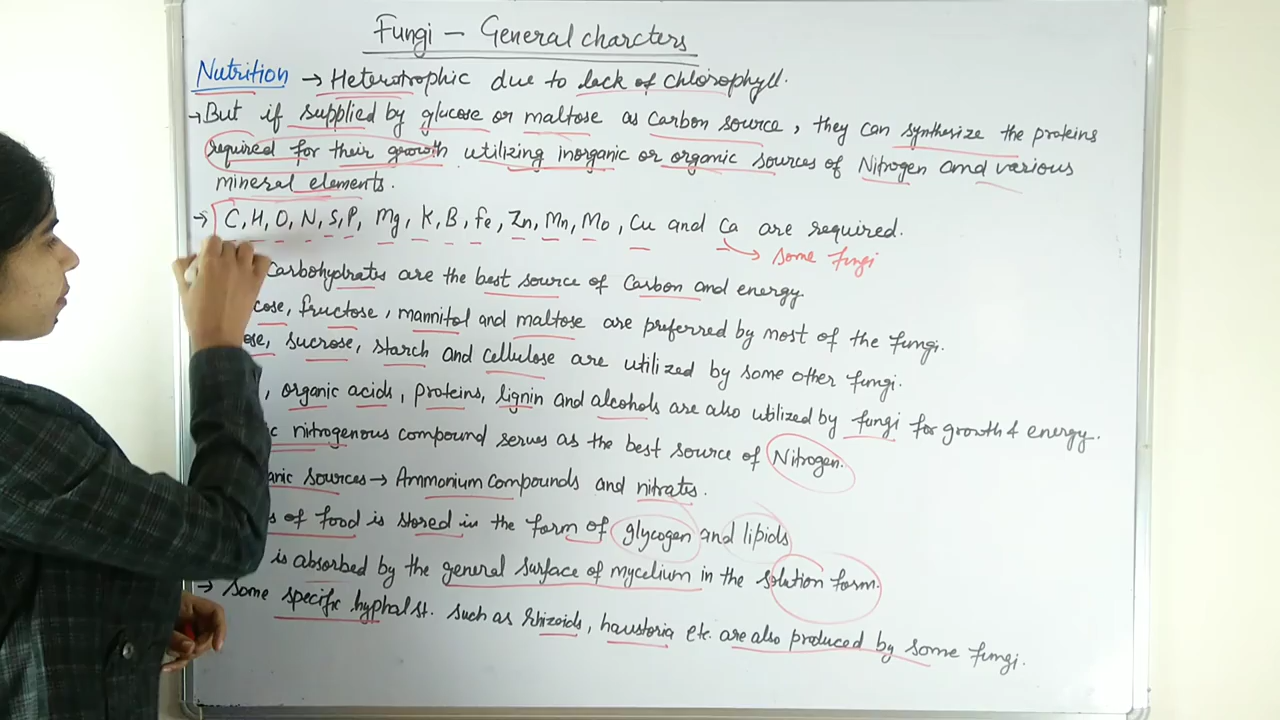 Fungi – General charcters
Nutrition → Heterotrophic due to lack of chlorophyll.
→ But if supplied by glucose or maltose as carbon source, they can synthesize the proteins
required for their growth utilizing inorganic or organic sources of Nitrogen and various
mineral elements.
→ C, H, O, N, S, P, Mg, K, B, Fe, Zn, Mn, Mo, Cu and Ca are required.
→ some fungi
Carbohydrates are the best source of Carbon and energy
cose, fructose, mannitol and maltose are preferred by most of the fungi.
ose, sucrose, starch and cellulose are utilized by some other fungi.
, organic acids, proteins, lignin and alcohols are also utilized by fungi for growth & energy.
ic nitrogenous compound serves as the best source of Nitrogen.
anic sources → Ammonium compounds and nitrates.
s of food is stored in the form of glycogen and lipids
is absorbed by the general surface of mycelium in the solution form.
→ Some specific hyphal st. such as rhizoids, haustoria etc. are also produced by some fungi.